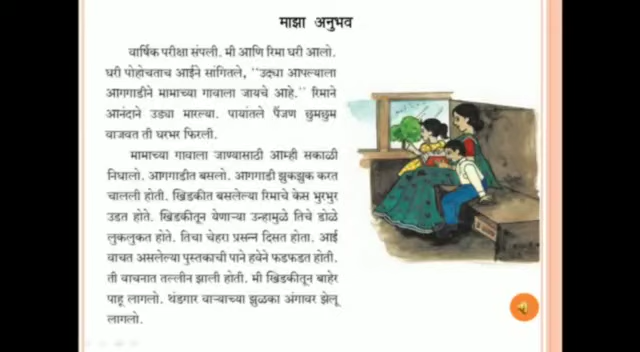 माझा अनुभव
वार्षिक परीक्षा संपली. मी आणि रिमा घरी आलो.
घरी पोहोचताच आईने सांगितले, "उद्या आपल्याला
आगगाडीने मामाच्या गावाला जायचे आहे." रिमाने
आनंदाने उड्या मारल्या. पायांतले पैंजण छुमछुम
वाजवत ती घरभर फिरली.
मामाच्या गावाला जाण्यासाठी आम्ही सकाळी
निघालो. आगगाडीत बसलो. आगगाडी झुकझुक करत
चालली होती. खिडकीत बसलेल्या रिमाचे केस भुरभुर
उडत होते. खिडकीतून येणाऱ्या उन्हामुळे तिचे डोळे
लुकलुकत होते. तिचा चेहरा प्रसन्न दिसत होता. आई
वाचत असलेल्या पुस्तकाची पाने हवेने फडफडत होती.
ती वाचनात तल्लीन झाली होती. मी खिडकीतून बाहेर
पाहू लागलो. थंडगार वाऱ्याच्या झुळका अंगावर झेलू
लागलो.